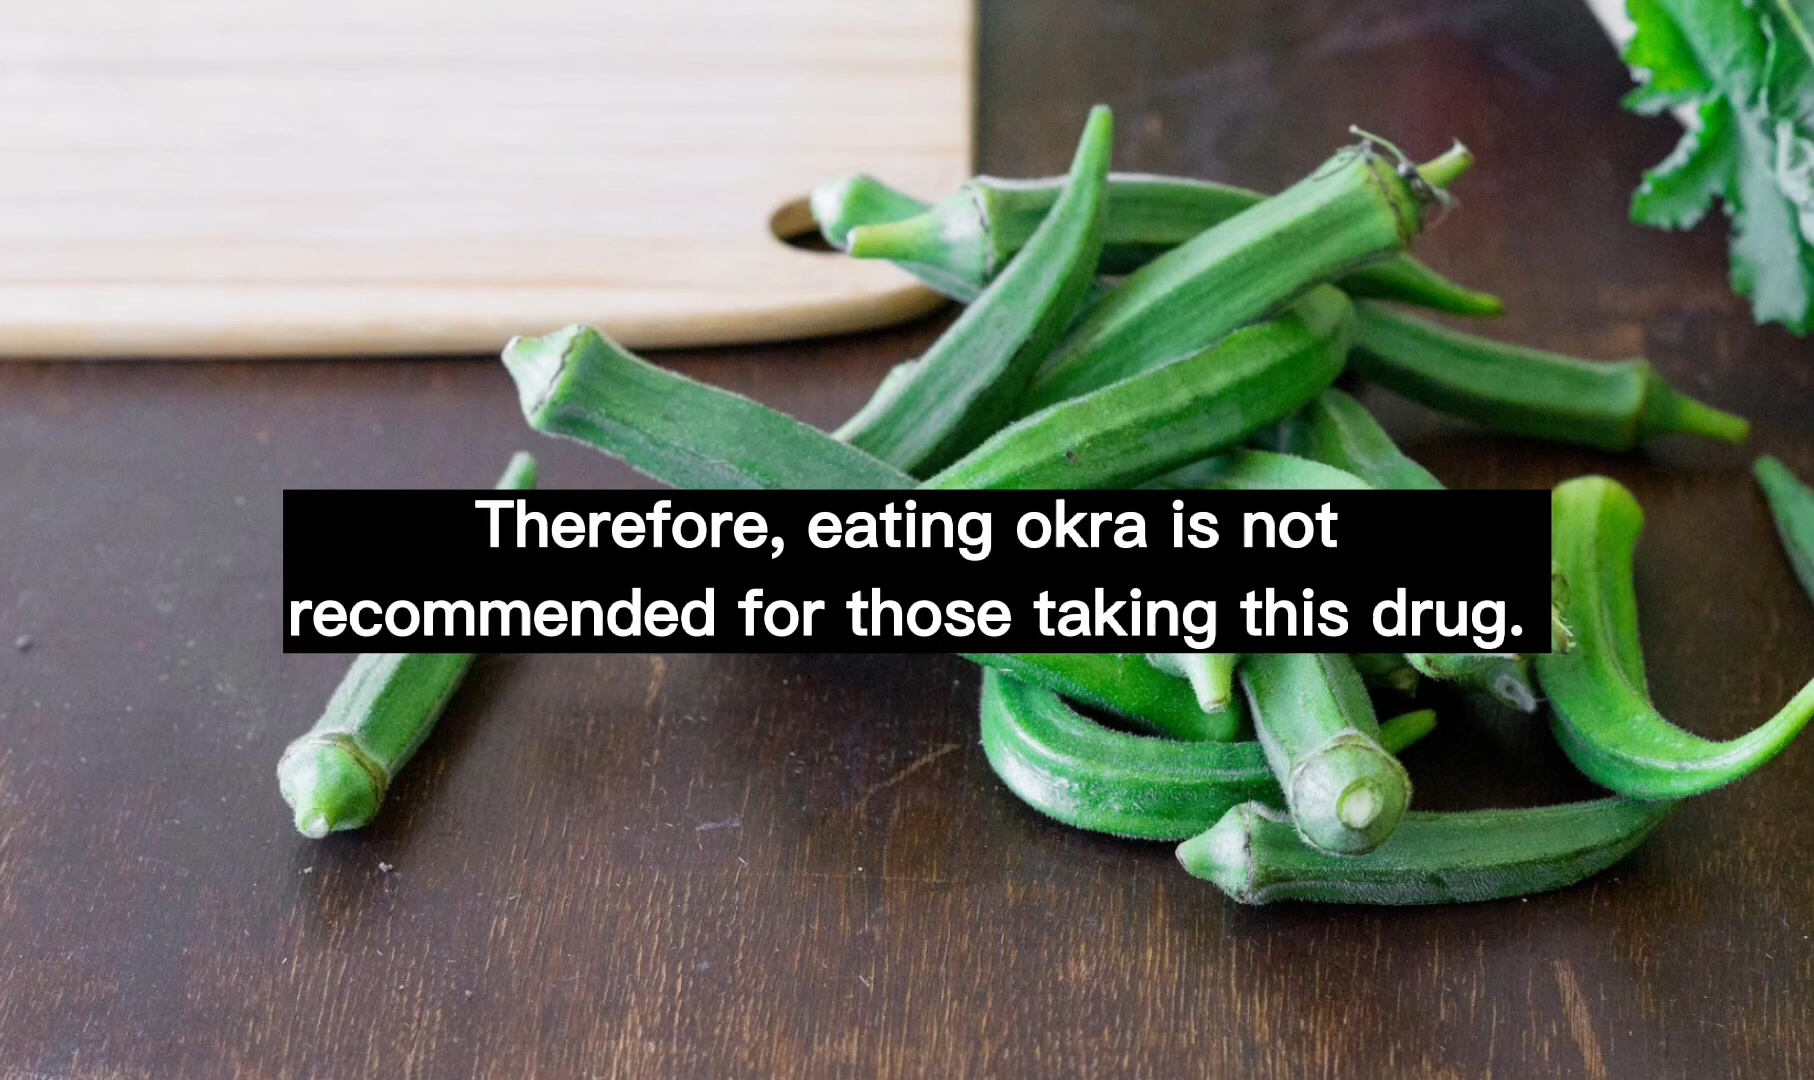 Therefore, eating okra is not
recommended for those taking this drug.